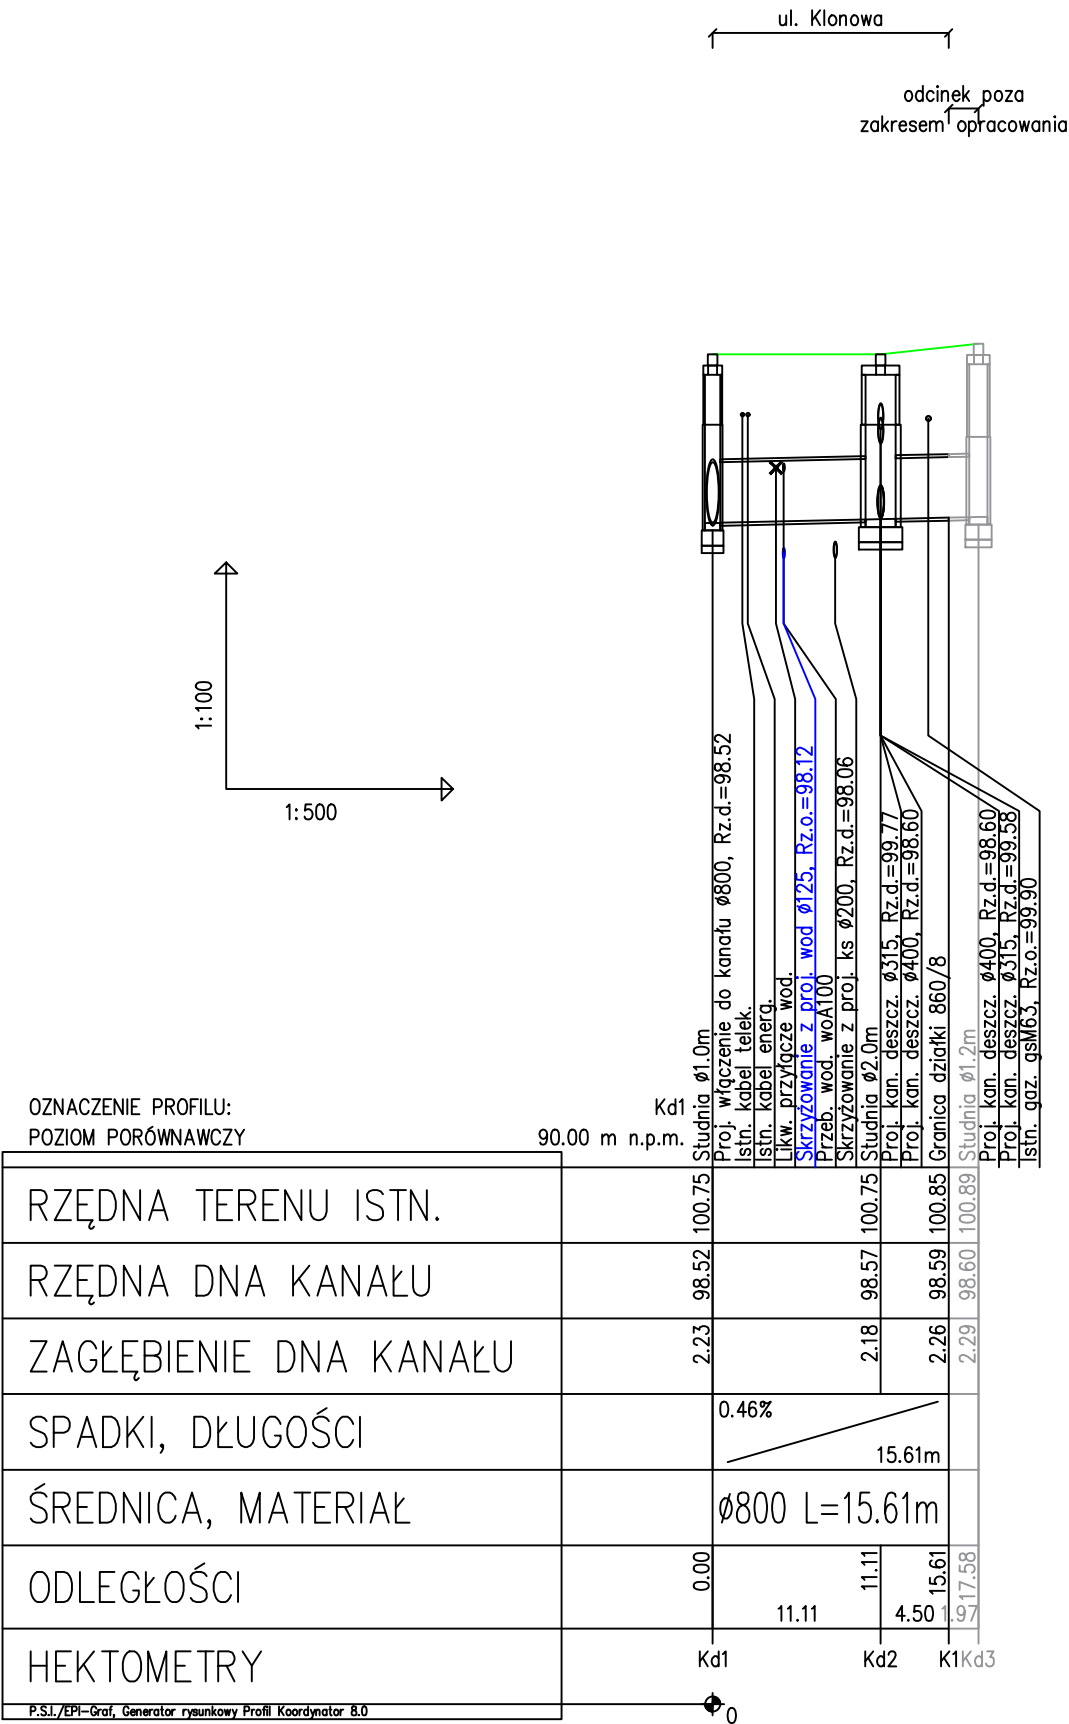 ul. Klonowa
odcinek poza
zakresem opracowania
1:100
1:500
Studnia ø1.0m
Proj. włączenie do kanału ø800, Rz.d.=98.52
Istn. kabel telek.
Istn. kabel energ.
Likw. przyłącze wod.
Skrzyżowanie z proj. wod ø125, Rz.o.=98.12
Przeb. wod. woA100
Skrzyżowanie z proj. ks ø200, Rz.d.=98.06
Studnia ø2.0m
Proj. kan. deszcz. ø315, Rz.d.=99.77
Proj. kan. deszcz. ø400, Rz.d.=98.60
Granica działki 860/8
Studnia ø1.2m
Proj. kan. deszcz. ø400, Rz.d.=98.60
Proj. kan. deszcz. ø315, Rz.d.=99.58
Istn. gaz. gsM63, Rz.o.=99.90
OZNACZENIE PROFILU: Kd1
POZIOM PORÓWNAWCZY 90.00 m n.p.m.
RZĘDNA TERENU ISTN. 100.75 100.75 100.85 100.89
RZĘDNA DNA KANAŁU 98.52 98.57 98.59 98.60
ZAGŁĘBIENIE DNA KANAŁU 2.23 2.18 2.26 2.29
SPADKI, DŁUGOŚCI 0.46% 15.61m
ŚREDNICA, MATERIAŁ ø800 L=15.61m
ODLEGŁOŚCI 0.00 11.11 15.61 17.58
11.11 4.50 1.97
HEKTOMETRY Kd1 Kd2 K1 Kd3
P.S.I./EPI-Graf, Generator rysunkowy Profil Koordynator 8.0
0